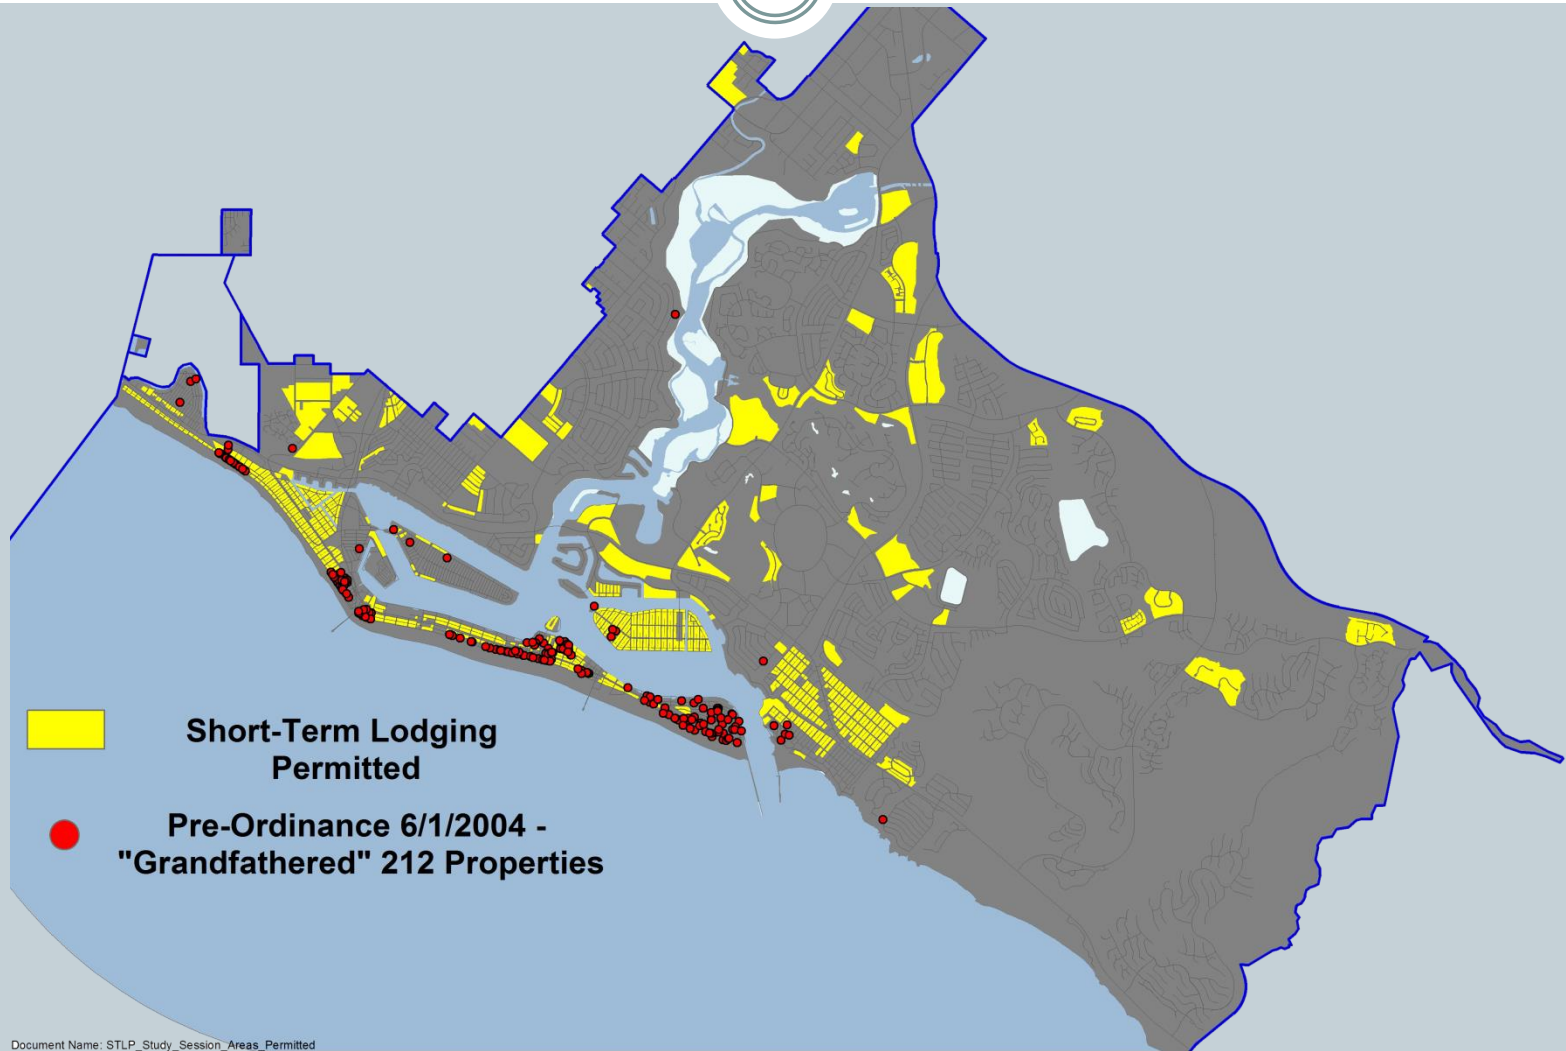 Short-Term Lodging
Permitted
Pre-Ordinance 6/1/2004 -
"Grandfathered" 212 Properties
Document Name: STLP_Study_Session_Areas_Permitted